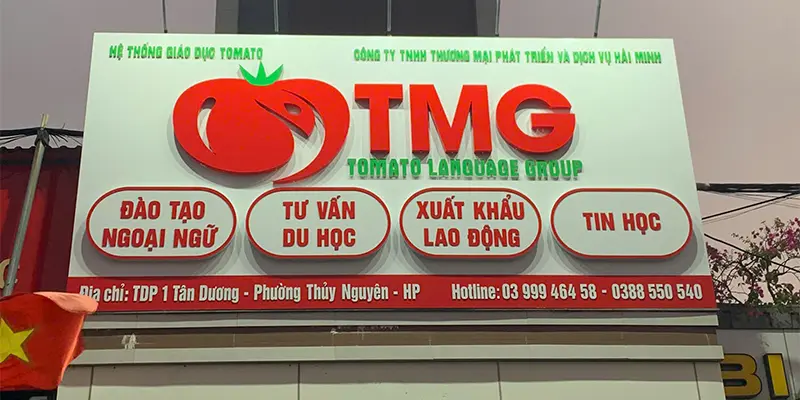 HỆ THỐNG GIÁO DỤC TOMATO
CÔNG TY TNHH THƯƠNG MẠI PHÁT TRIỂN VÀ DỊCH VỤ HẢI MINH
TMG
TOMATO LANGUAGE GROUP
ĐÀO TẠO
NGOẠI NGỮ
TƯ VẤN
DU HỌC
XUẤT KHẨU
LAO ĐỘNG
TIN HỌC
Địa chỉ: TDP 1 Tân Dương - Phường Thủy Nguyên - HP
Hotline: 03 999 464 58 - 0388 550 540
BI